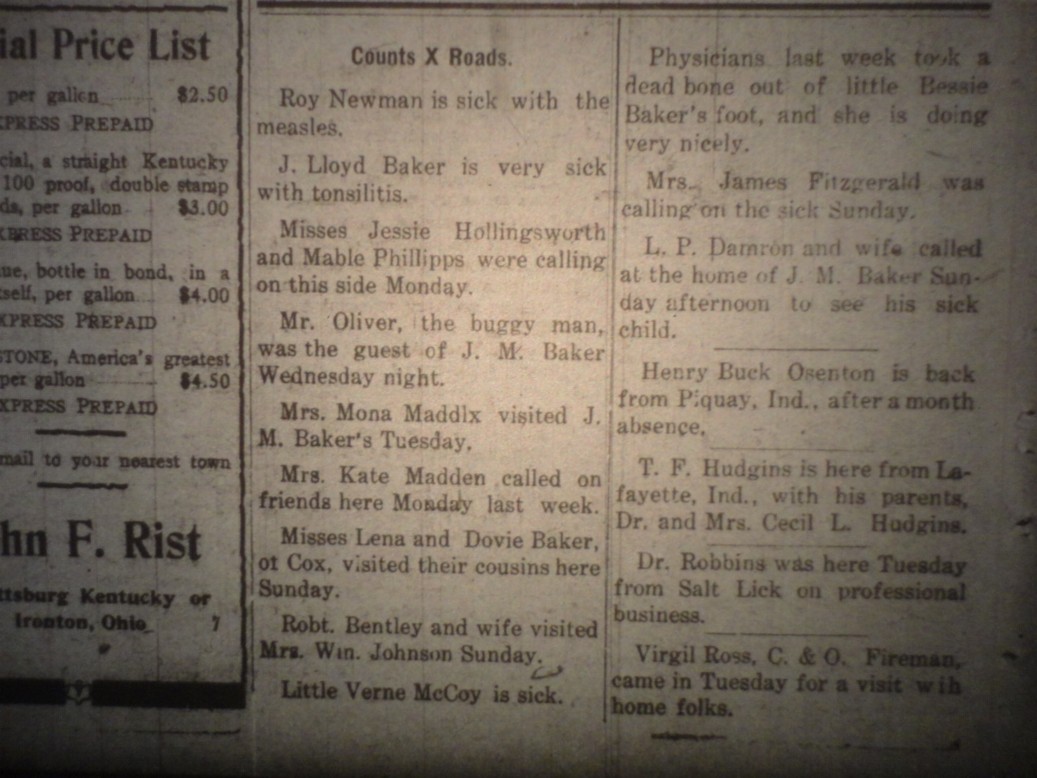 ial Price List
per gallon $2.50
XPRESS PREPAID
cial, a straight Kentucky
100 proof, double stamp
ds, per gallon $3.00
XPRESS PREPAID
ue, bottle in bond, in a
tself, per gallon $4.00
XPRESS PREPAID
STONE, America's greatest
per gallon $4.50
XPRESS PREPAID
mail to your nearest town
hn F. Rist
ttsburg Kentucky or
Ironton, Ohio 7
Counts X Roads.
Roy Newman is sick with the
measles.
J. Lloyd Baker is very sick
with tonsilitis.
Misses Jessie Hollingsworth
and Mable Phillipps were calling
on this side Monday.
Mr. Oliver, the buggy man,
was the guest of J. M. Baker
Wednesday night.
Mrs. Mona Maddlx visited J.
M. Baker's Tuesday.
Mrs. Kate Madden called on
friends here Monday last week.
Misses Lena and Dovie Baker,
ot Cox, visited their cousins here
Sunday.
Robt. Bentley and wife visited
Mrs. Win. Johnson Sunday.
Little Verne McCoy is sick.
Physicians last week took a
dead bone out of little Bessie
Baker's foot, and she is doing
very nicely.
Mrs. James Fitzgerald was
calling on the sick Sunday.
L. P. Damron and wife called
at the home of J. M. Baker Sun-
day afternoon to see his sick
child.
Henry Buck Osenton is back
from Piquay, Ind., after a month
absence.
T. F. Hudgins is here from La-
fayette, Ind., with his parents,
Dr. and Mrs. Cecil L. Hudgins.
Dr. Robbins was here Tuesday
from Salt Lick on professional
business.
Virgil Ross, C. & O. Fireman,
came in Tuesday for a visit with
home folks.